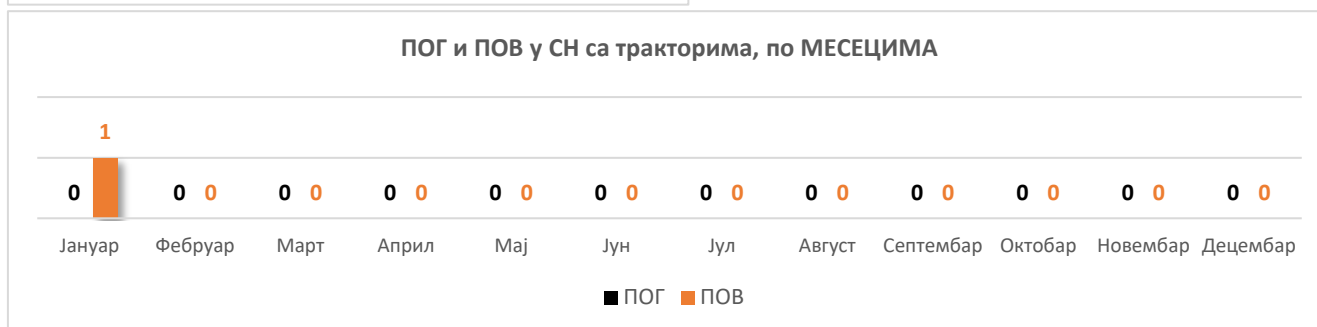 ПОГ и ПОВ у СН са тракторима, по МЕСЕЦИМА
1
0 0 0 0 0 0 0 0 0 0 0 0 0 0 0 0 0 0 0 0 0 0 0
Јануар Фебруар Март Април Мај Јун Јул Август Септембар Октобар Новембар Децембар
ПОГ ПОВ